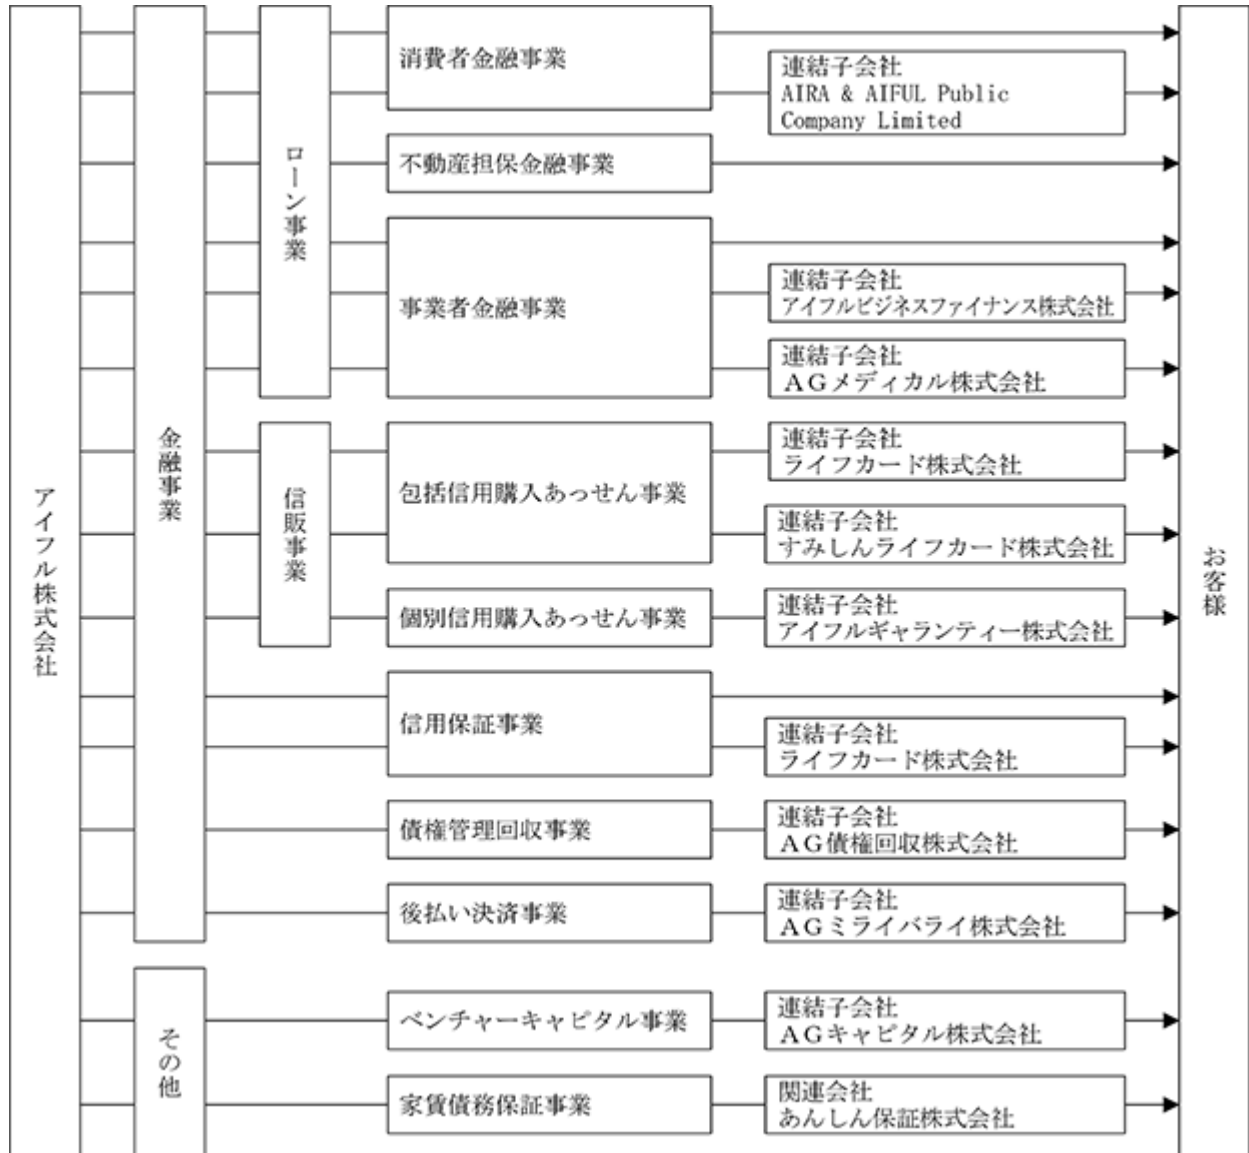 アイフル株式会社
金融事業
ローン事業
消費者金融事業
連結子会社
AIRA & AIFUL Public
Company Limited
不動産担保金融事業
事業者金融事業
連結子会社
アイフルビジネスファイナンス株式会社
連結子会社
ＡＧメディカル株式会社
信販事業
包括信用購入あっせん事業
連結子会社
ライフカード株式会社
連結子会社
すみしんライフカード株式会社
個別信用購入あっせん事業
連結子会社
アイフルギャランティー株式会社
信用保証事業
連結子会社
ライフカード株式会社
債権管理回収事業
連結子会社
ＡＧ債権回収株式会社
後払い決済事業
連結子会社
ＡＧミライバライ株式会社
その他
ベンチャーキャピタル事業
連結子会社
ＡＧキャピタル株式会社
家賃債務保証事業
関連会社
あんしん保証株式会社
お客様